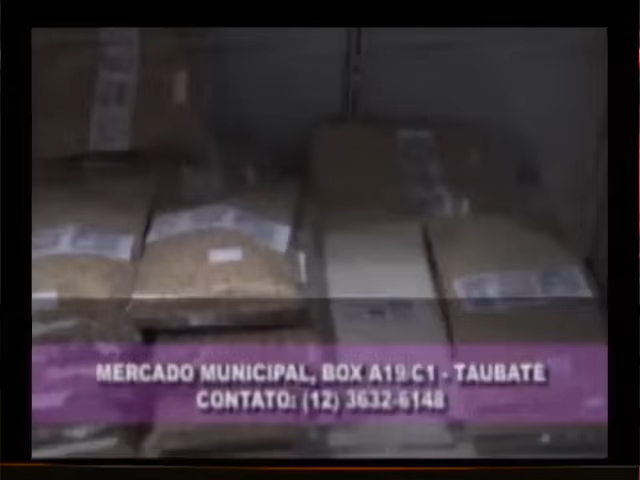 MERCADO MUNICIPAL, BOX A19 C1 - TAUBATE
CONTATO: (12) 3632-6148